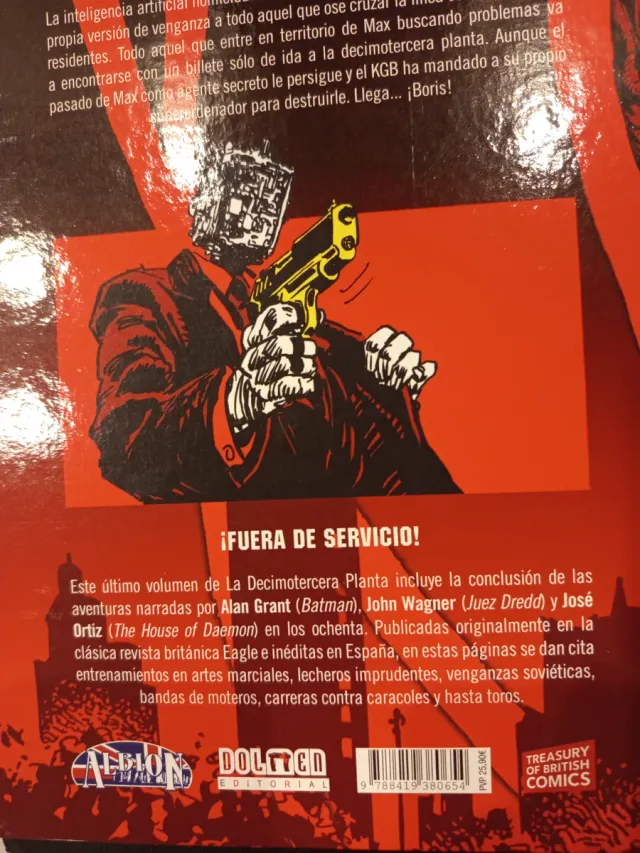 La inteligencia artificial
propia versión de venganza a todo aquel que ose cruzar la línea
residentes. Todo aquel que entre en territorio de Max buscando problemas va
a encontrarse con un billete sólo de ida a la decimotercera planta. Aunque el
pasado de Max como agente secreto le persigue y el KGB ha mandado a su propio
superordenador para destruirle. Llega... ¡Boris!
¡FUERA DE SERVICIO!
Este último volumen de La Decimotercera Planta incluye la conclusión de las
aventuras narradas por Alan Grant (Batman), John Wagner (Juez Dredd) y José
Ortiz (The House of Daemon) en los ochenta. Publicadas originalmente en la
clásica revista británica Eagle e inéditas en España, en estas páginas se dan cita
entrenamientos en artes marciales, lecheros imprudentes, venganzas soviéticas,
bandas de moteros, carreras contra caracoles y hasta toros.
ALBION
DOLMEN
EDITORIAL
9 788419 380654
PVP 25,90€
TREASURY
OF BRITISH
COMICS